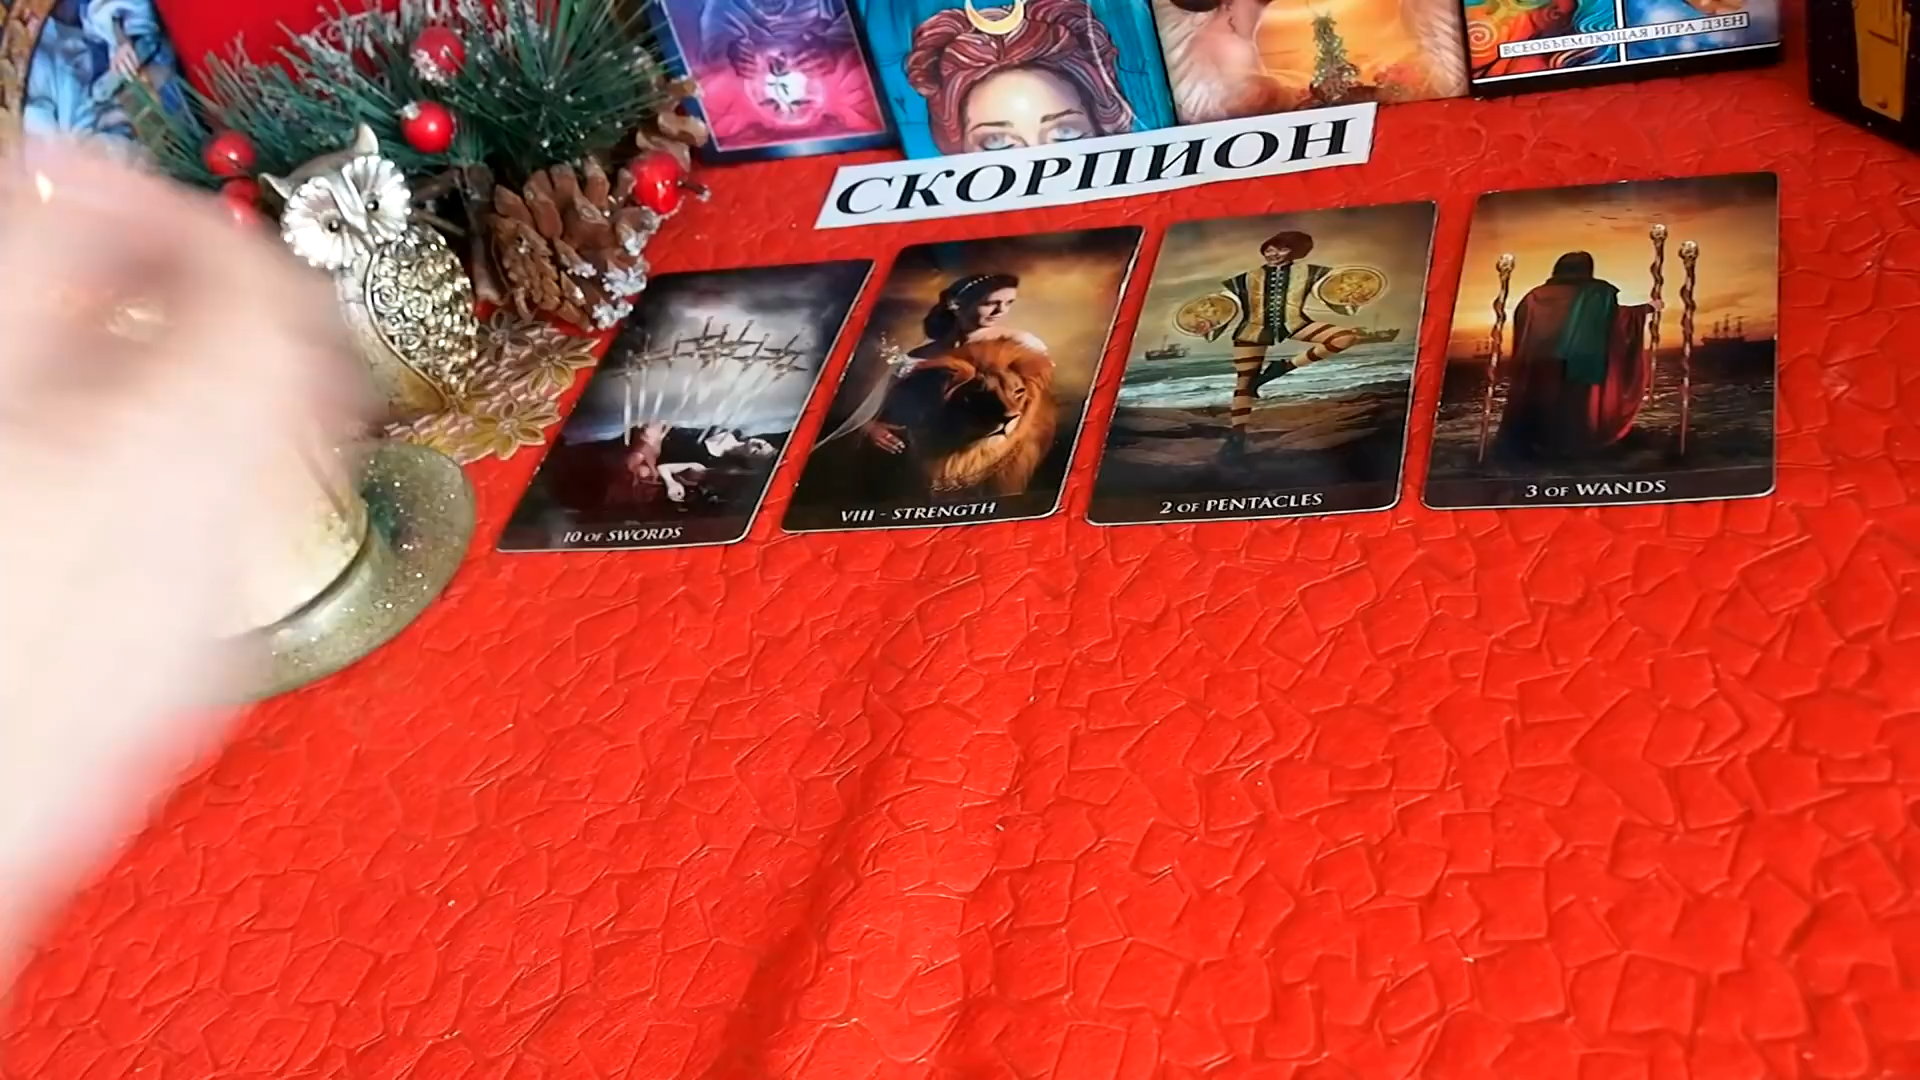 ВСЕОБЪЕМЛЮЩАЯ ИГРА ДЗЕН
СКОРПИОН
10 OF SWORDS
VIII - STRENGTH
2 OF PENTACLES
3 OF WANDS